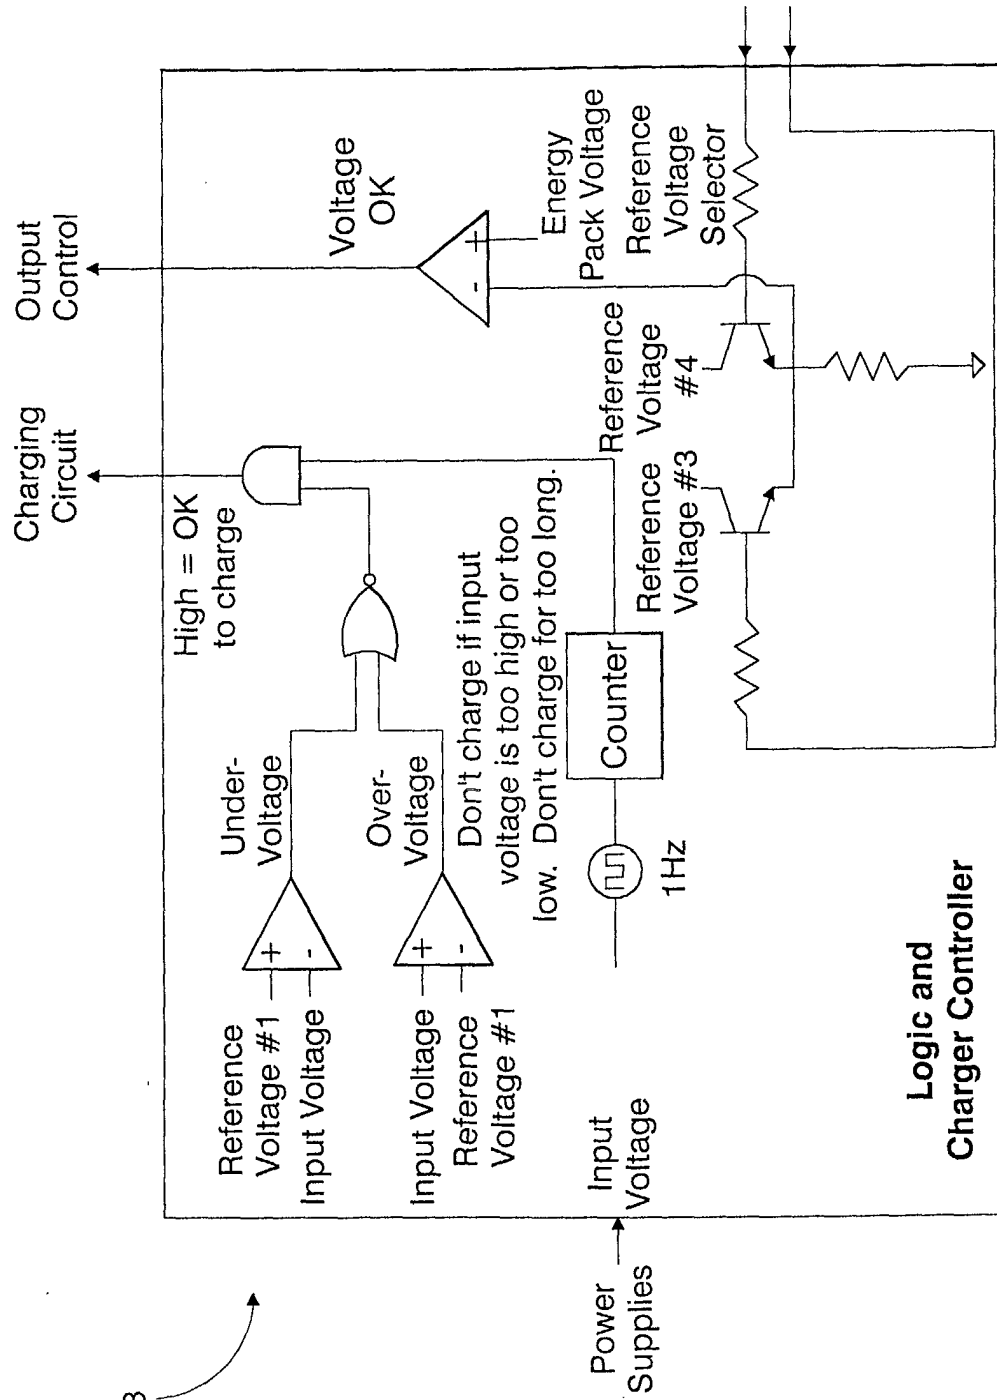 Output
Control
Charging
Circuit
High = OK
to charge
Voltage
OK
Under-
Voltage
Over-
Voltage
+
-
+
-
-
+
Reference
Voltage #1
Input Voltage
Input Voltage
Reference
Voltage #1
Don't charge if input
voltage is too high or too
low. Don't charge for too long.
Energy
Pack Voltage
Reference
Voltage
Selector
Reference
Voltage
#4
Reference
Voltage #3
Counter
1Hz
Input
Voltage
Power
Supplies
Logic and
Charger Controller